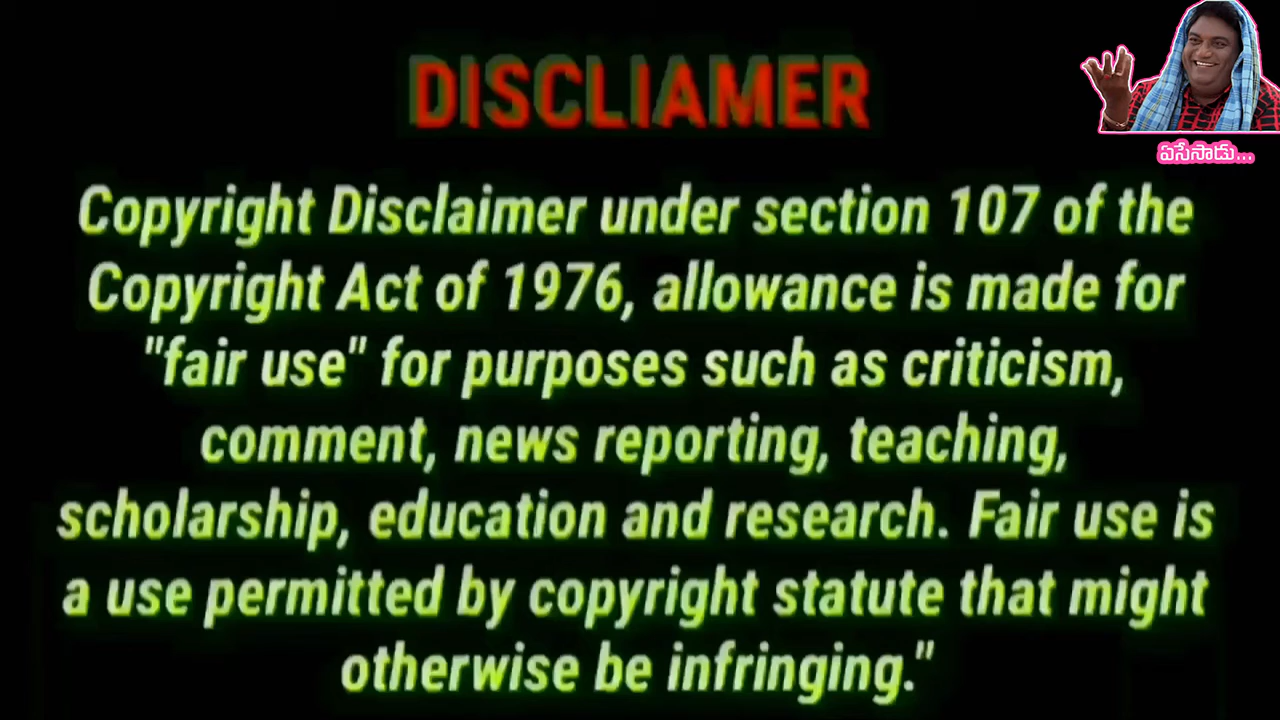 DISCLIAMER
ఏసేసాడు...
Copyright Disclaimer under section 107 of the
Copyright Act of 1976, allowance is made for
"fair use" for purposes such as criticism,
comment, news reporting, teaching,
scholarship, education and research. Fair use is
a use permitted by copyright statute that might
otherwise be infringing."